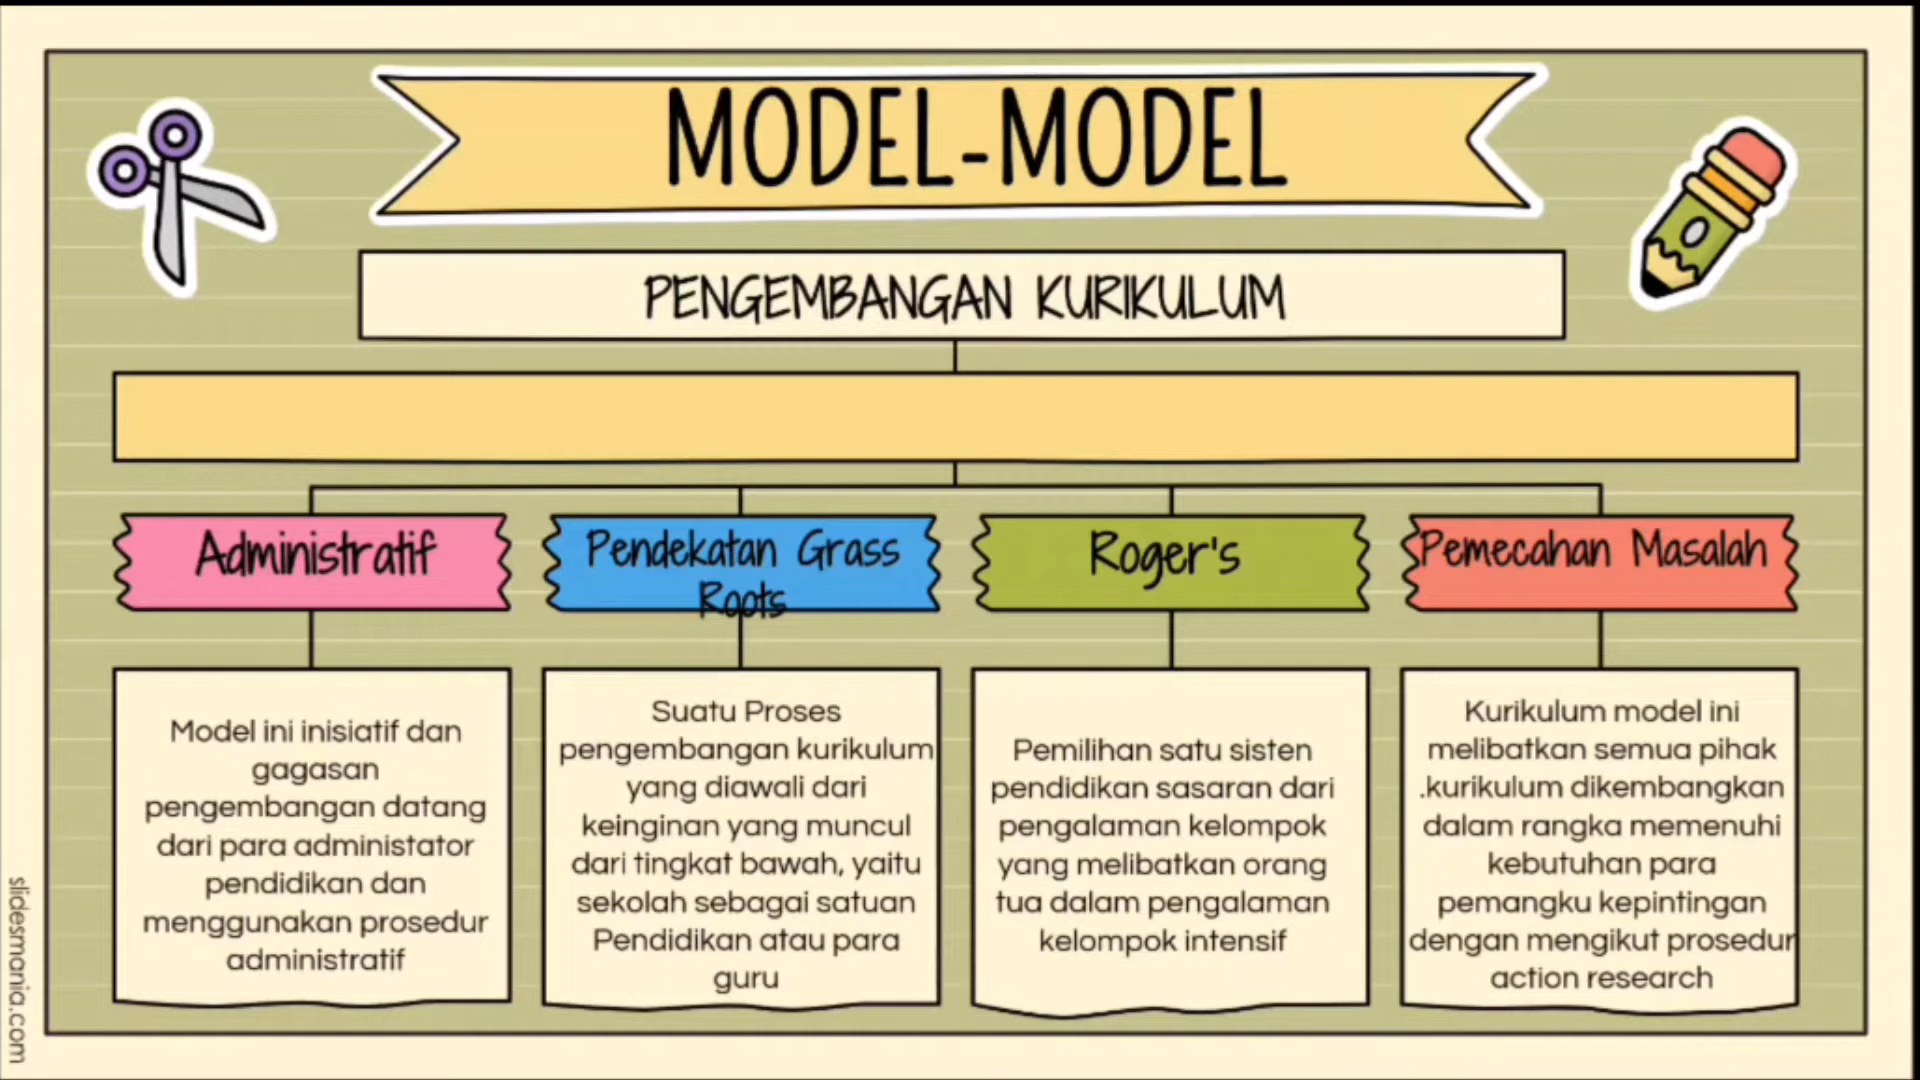 MODEL-MODEL
PENGEMBANGAN KURIKULUM
Administratif
Pendekatan Grass
Roots
Roger's
Pemecahan Masalah
Model ini inisiatif dan
gagasan
pengembangan datang
dari para administator
pendidikan dan
menggunakan prosedur
administratif
Suatu Proses
pengembangan kurikulum
yang diawali dari
keinginan yang muncul
dari tingkat bawah, yaitu
sekolah sebagai satuan
Pendidikan atau para
guru
Pemilihan satu sisten
pendidikan sasaran dari
pengalaman kelompok
yang melibatkan orang
tua dalam pengalaman
kelompok intensif
Kurikulum model ini
melibatkan semua pihak
.kurikulum dikembangkan
dalam rangka memenuhi
kebutuhan para
pemangku kepintingan
dengan mengikut prosedur
action research
slidesmania.com